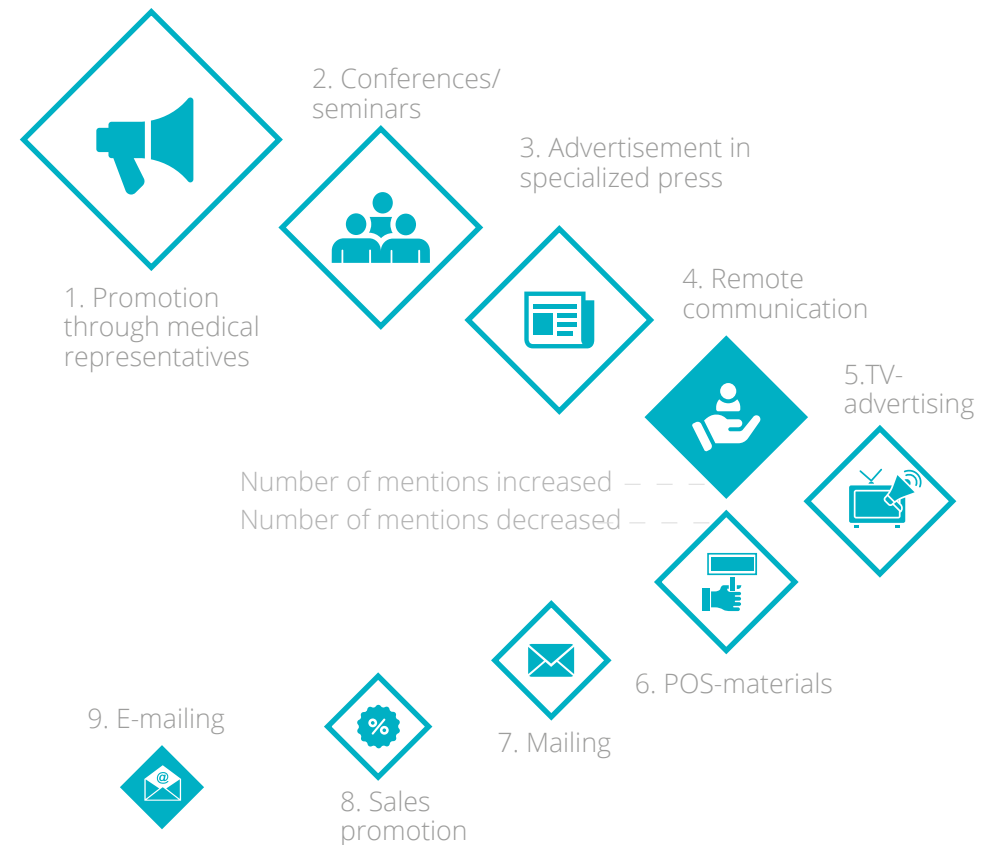 2. Conferences/
seminars
3. Advertisement in
specialized press
1. Promotion
through medical
representatives
4. Remote
communication
5.TV-
advertising
Number of mentions increased
Number of mentions decreased
6. POS-materials
7. Mailing
9. E-mailing
%
@
8. Sales
promotion